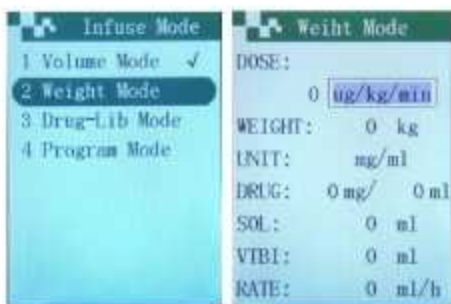 Infuse Mode
1 Volume Mode ✓
2 Weight Mode
3 Drug-Lib Mode
4 Program Mode
Weiht Mode
DOSE:
0 ug/kg/min
WEIGHT: 0 kg
UNIT: mg/ml
DRUG: 0 mg/ 0 ml
SOL.: 0 ml
VTBI: 0 ml
RATE: 0 ml/h